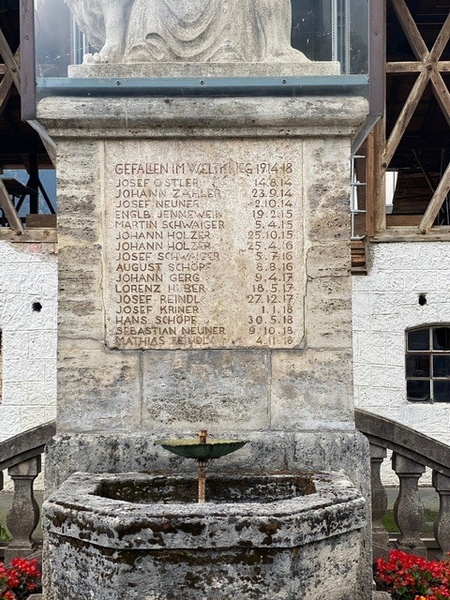 GEFALLEN IM WELTKRIEG 1914-18
JOSEF OSTLER 14.8.14
JOHANN ZAHLER 23.9.14
JOSEF NEUNER 2.10.14
ENGLB. JENNEWEIN 19.2.15
MARTIN SCHWAIGER 5.4.15
JOHANN HOLZER 25.10.15
JOHANN HOLZER 25.4.16
JOSEF SCHWAIGER 5.7.16
AUGUST SCHÖPF 8.8.16
JOHANN GERG 9.4.17
LORENZ HUBER 18.5.17
JOSEF REINDL 27.12.17
JOSEF KRINER 1.1.18
HANS SCHÖPF 30.5.18
SEBASTIAN NEUNER 9.10.18
MATHIAS REINDL 4.11.18